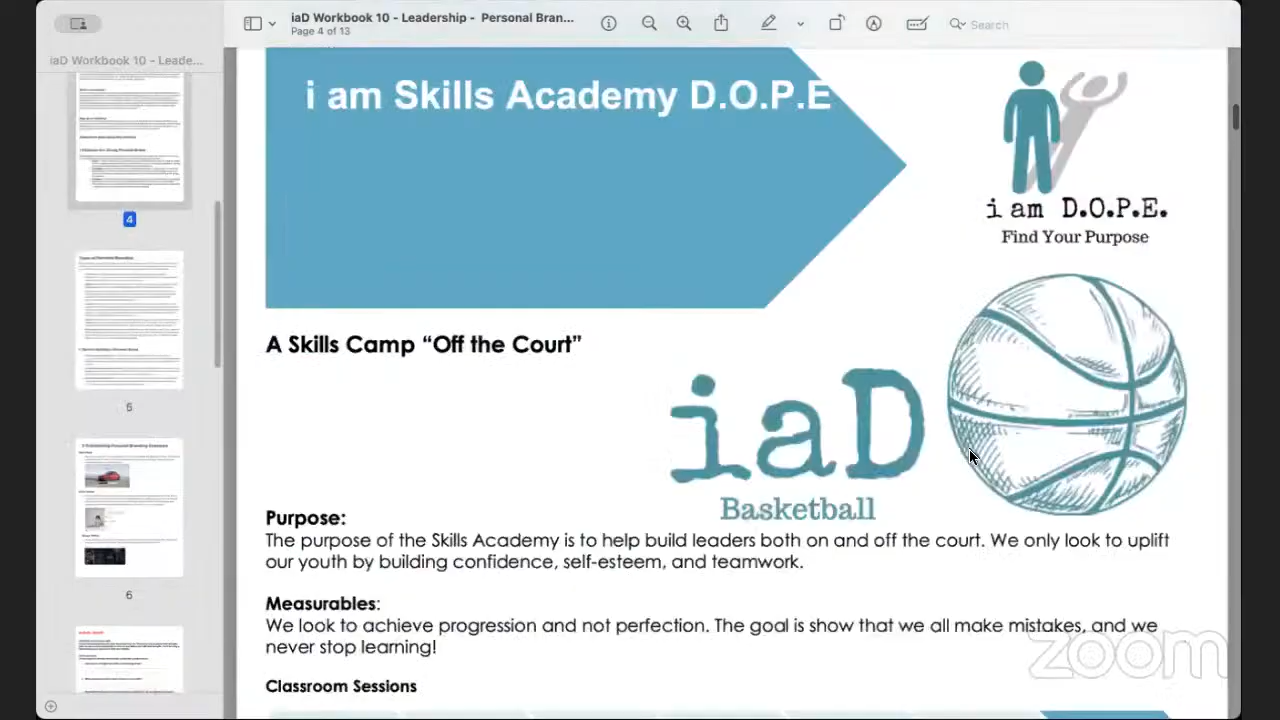 iaD Workbook 10 - Leadership - Personal Bran...
Page 4 of 13
Search
iaD Workbook 10 - Leade...
4
5
6
i am Skills Academy D.O.P.E
i am D.O.P.E.
Find Your Purpose
A Skills Camp “Off the Court”
iaD
Basketball
Purpose:
The purpose of the Skills Academy is to help build leaders both on and off the court. We only look to uplift
our youth by building confidence, self-esteem, and teamwork.
Measurables:
We look to achieve progression and not perfection. The goal is show that we all make mistakes, and we
never stop learning!
Classroom Sessions
zoom